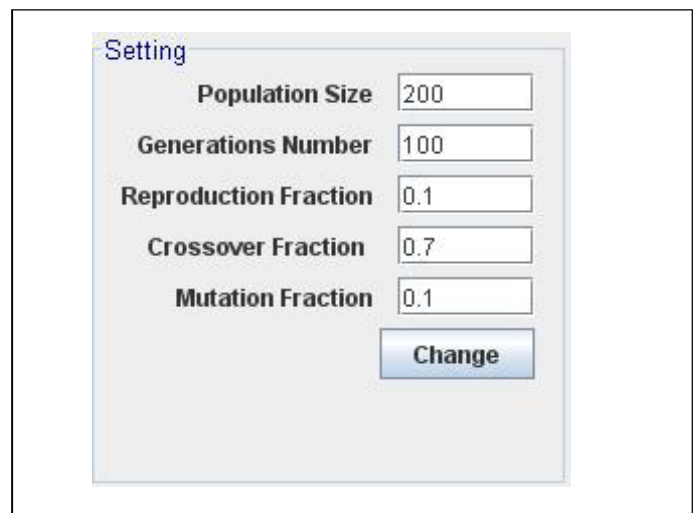 Setting
Population Size 200
Generations Number 100
Reproduction Fraction 0.1
Crossover Fraction 0.7
Mutation Fraction 0.1
Change